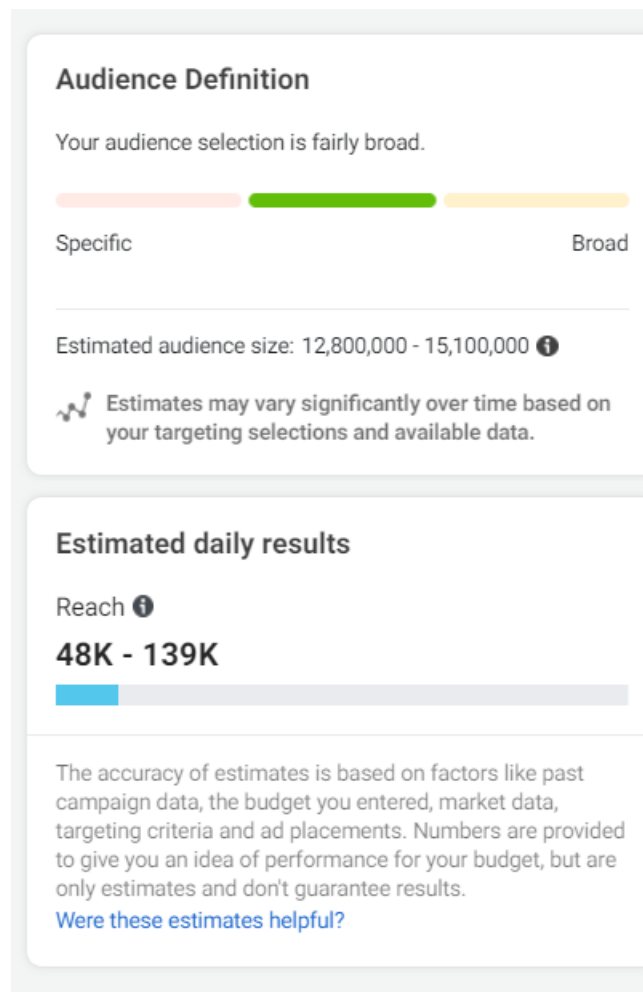 Audience Definition
Your audience selection is fairly broad.
Specific
Broad
Estimated audience size: 12,800,000 - 15,100,000
Estimates may vary significantly over time based on
your targeting selections and available data.
Estimated daily results
Reach
48K - 139K
The accuracy of estimates is based on factors like past
campaign data, the budget you entered, market data,
targeting criteria and ad placements. Numbers are provided
to give you an idea of performance for your budget, but are
only estimates and don't guarantee results.
Were these estimates helpful?